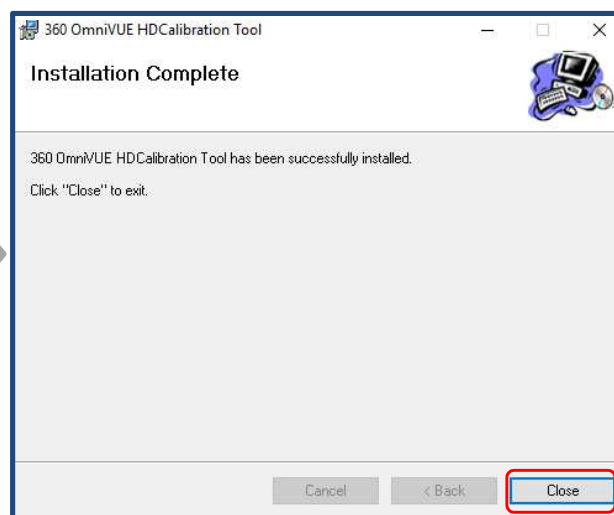 360 OmniVUE HDCalibration Tool
Installation Complete
360 OmniVUE HDCalibration Tool has been successfully installed.
Click "Close" to exit.
Cancel
< Back
Close